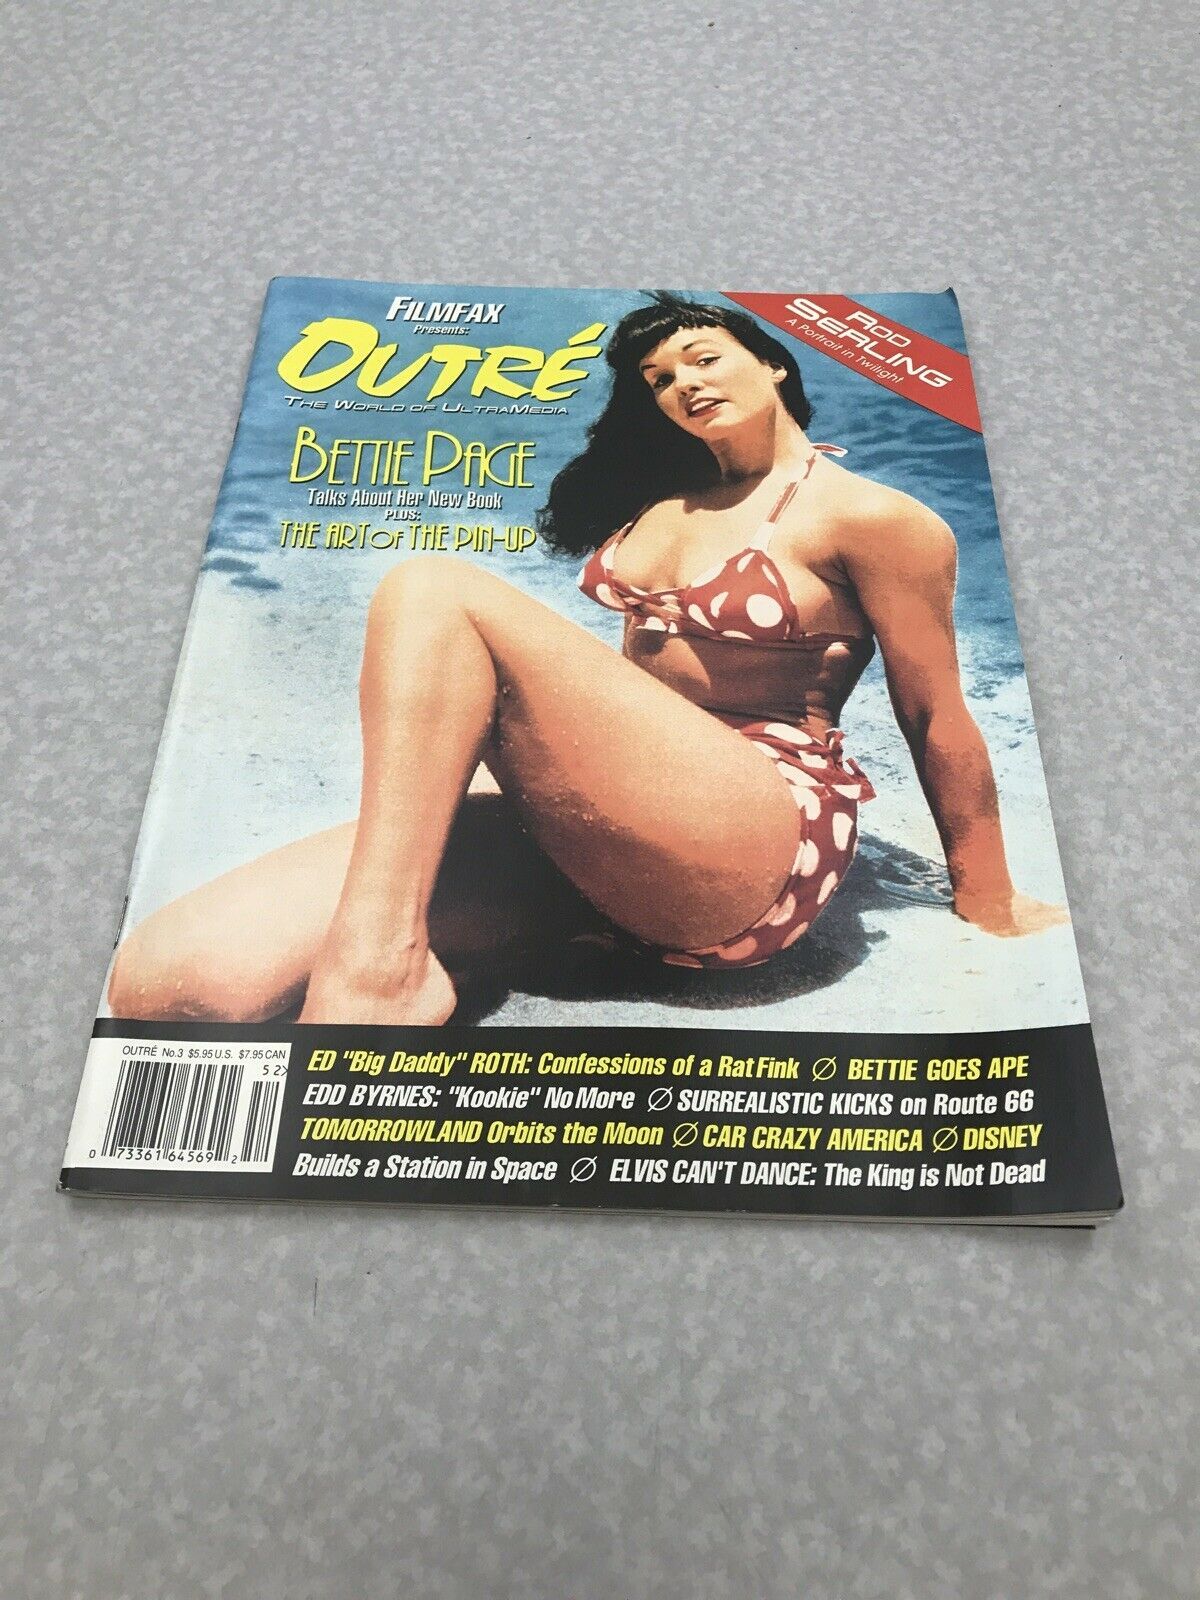 FILMFAX
Presents:
OUTRÉ
THE WORLD OF ULTRAMEDIA
BETTIE PAGE
Talks About Her New Book
PLUS:
THE ART OF THE PIN-UP
ROD
SERLING
A Portrait in Twilight
OUTRÉ No.3 $5.95 U.S. $7.95 CAN
52>
0 73361 64569 2
ED "Big Daddy" ROTH: Confessions of a Rat Fink Ø BETTIE GOES APE
EDD BYRNES: "Kookie" No More Ø SURREALISTIC KICKS on Route 66
TOMORROWLAND Orbits the Moon Ø CAR CRAZY AMERICA Ø DISNEY
Builds a Station in Space Ø ELVIS CAN'T DANCE: The King is Not Dead